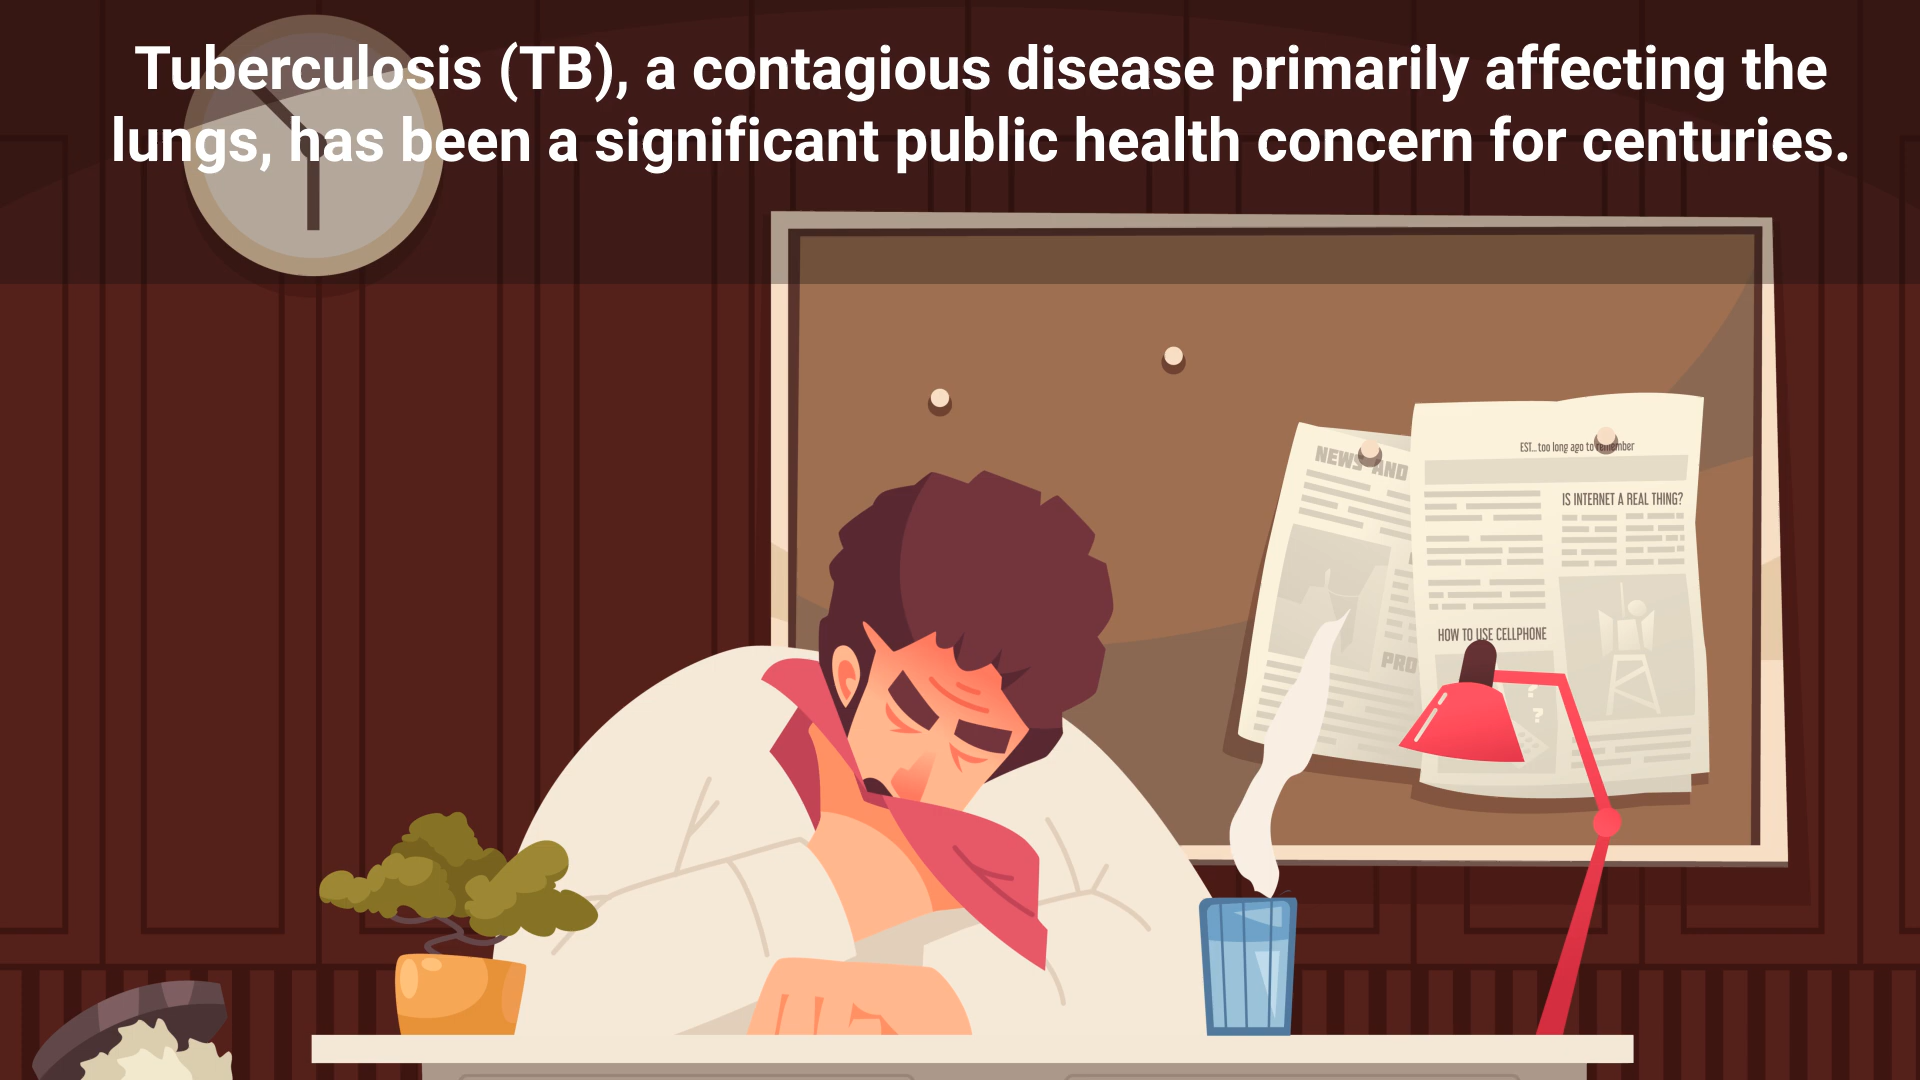 Tuberculosis (TB), a contagious disease primarily affecting the
lungs, has been a significant public health concern for centuries.
NEWS AND
PRO
EST...too long ago to remember
IS INTERNET A REAL THING?
HOW TO USE CELLPHONE
?
?